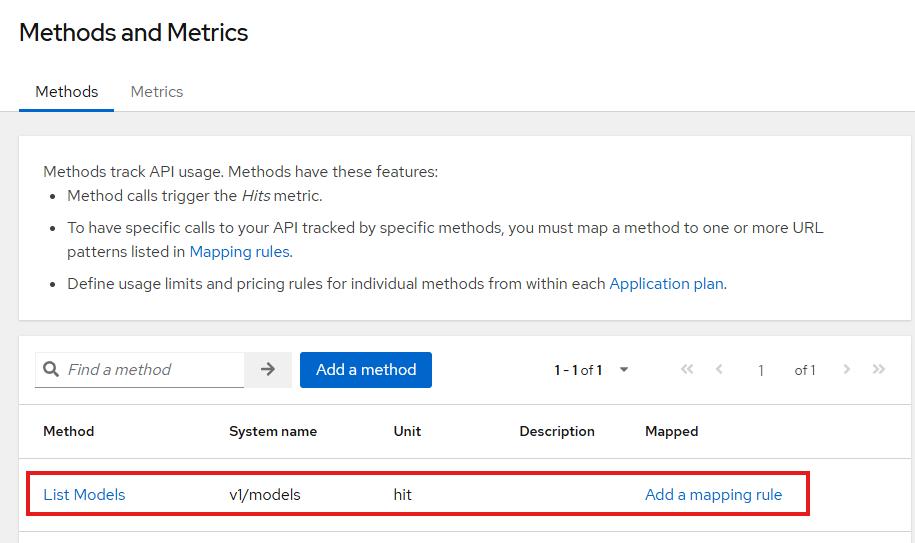 Methods and Metrics
Methods Metrics
Methods track API usage. Methods have these features:
Method calls trigger the Hits metric.
To have specific calls to your API tracked by specific methods, you must map a method to one or more URL
patterns listed in Mapping rules.
Define usage limits and pricing rules for individual methods from within each Application plan.
Find a method Add a method 1 - 1 of 1 1 of 1
Method System name Unit Description Mapped
List Models v1/models hit Add a mapping rule